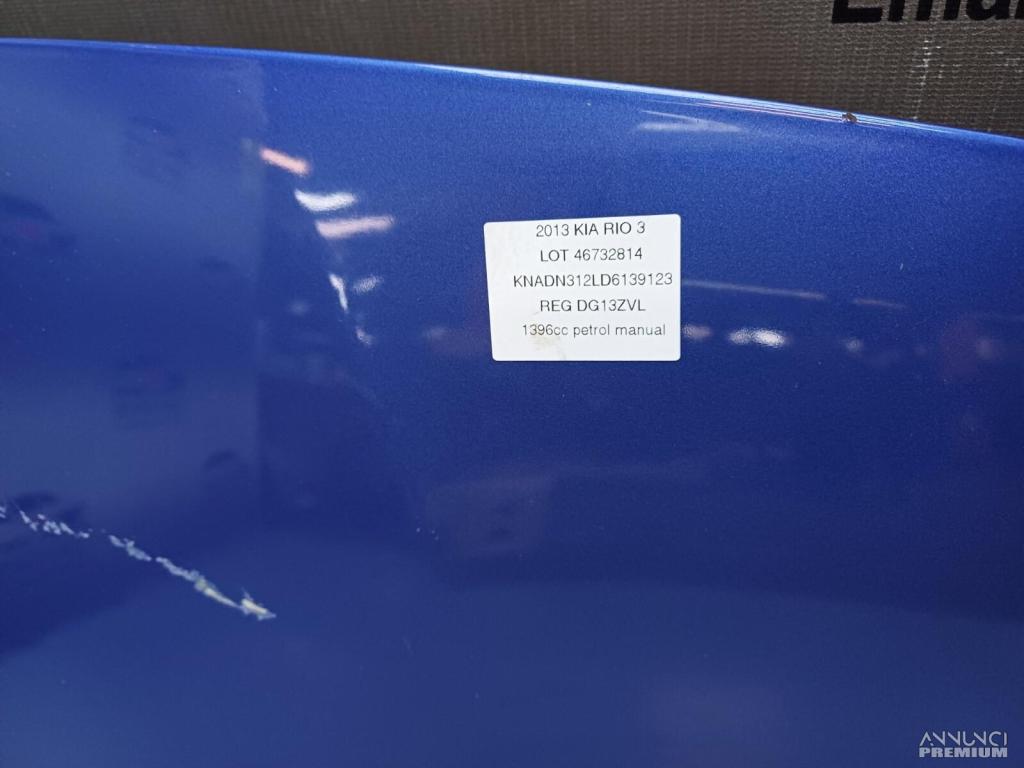 2013 KIA RIO 3
LOT 46732814
KNADN312LD6139123
REG DG13ZVL
1396cc petrol manual
ANNUNCI
PREMIUM